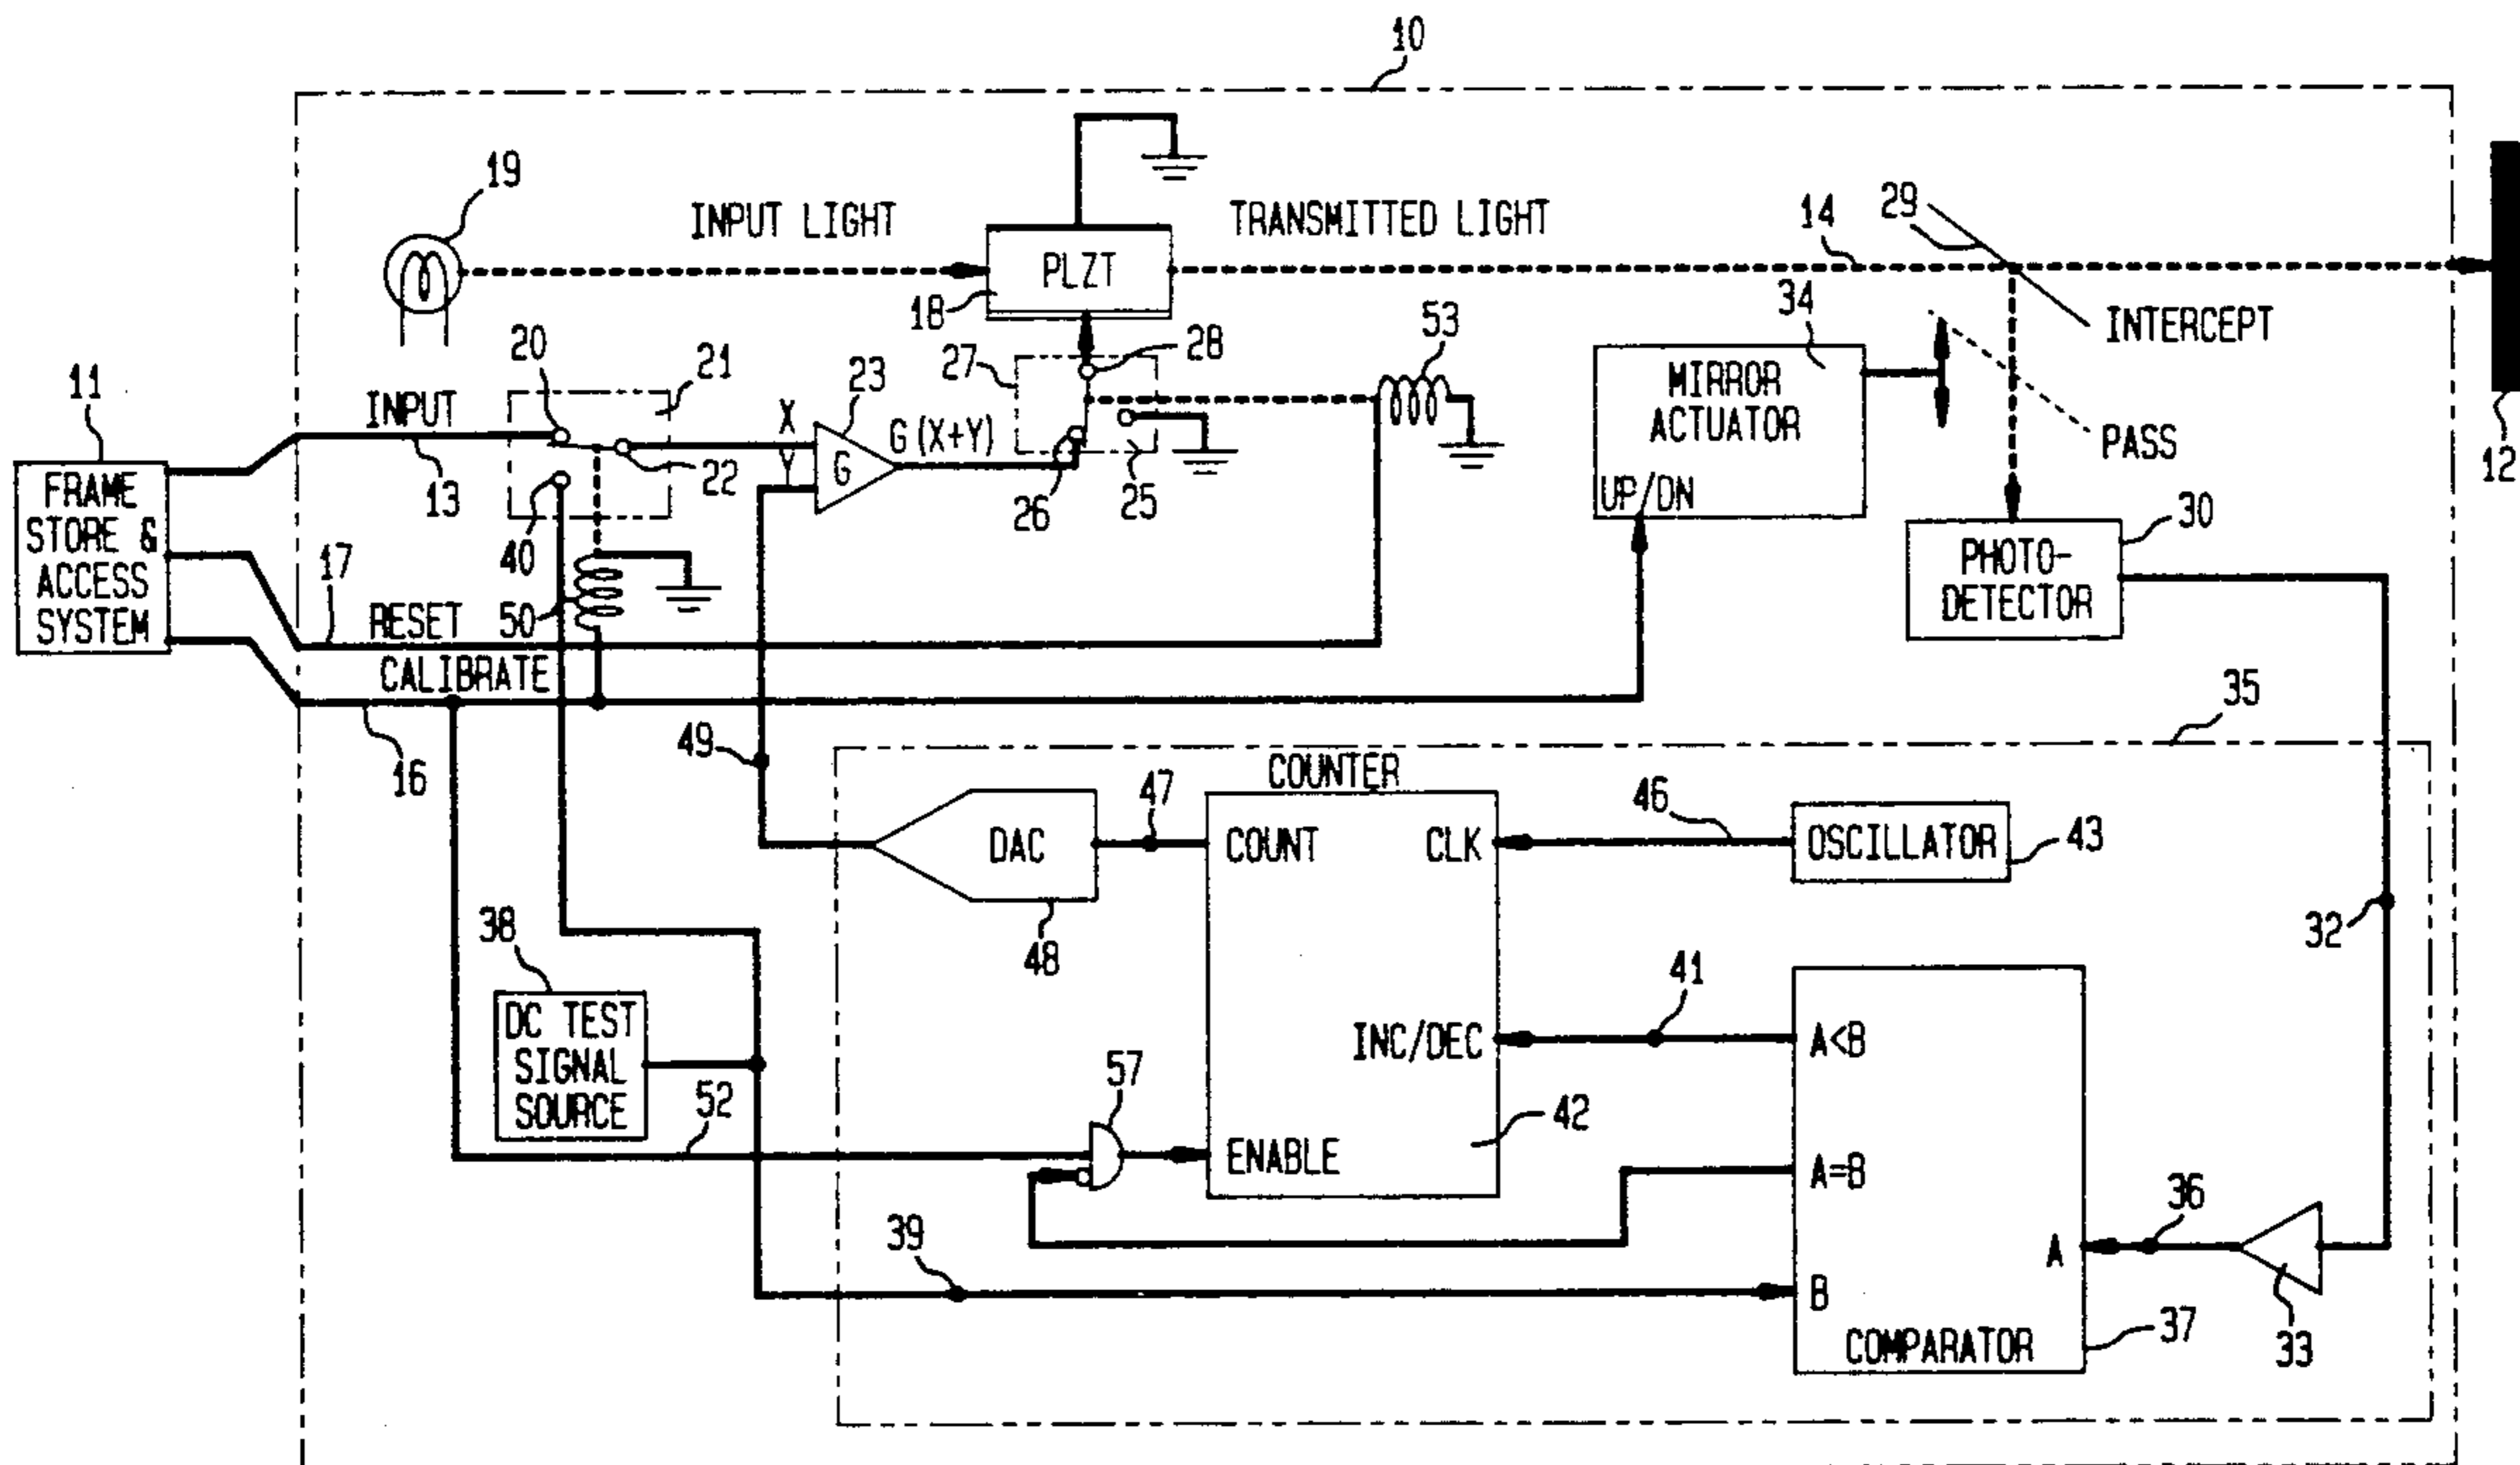 10
19
INPUT LIGHT
TRANSMITTED LIGHT
14
29
PLZT
18
34
INTERCEPT
53
20
21
27
28
11
INPUT
X
23
MIRROR
ACTUATOR
PASS
12
13
22
Y
G
G (X+Y)
26
25
UP/DN
FRAME
STORE &
ACCESS
SYSTEM
40
17
30
PHOTO-
DETECTOR
50
RESET
CALIBRATE
16
49
35
COUNTER
47
46
DAC
COUNT
CLK
OSCILLATOR
43
48
38
32
41
DC TEST
SIGNAL
SOURCE
INC/DEC
A<B
52
57
42
ENABLE
A=B
36
39
A
B
COMPARATOR
37
33